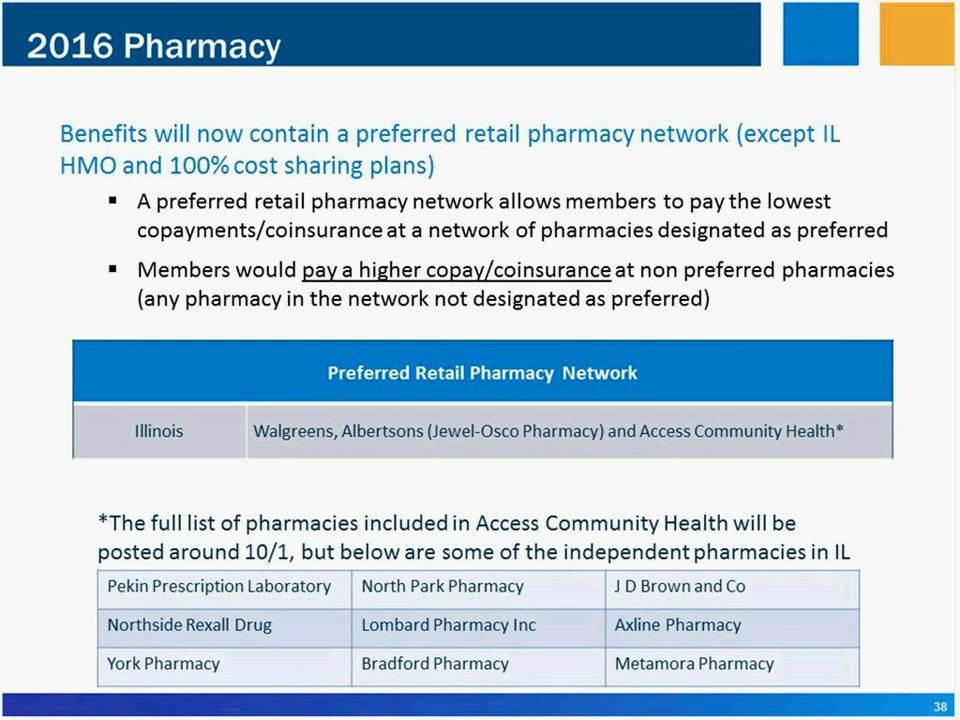 2016 Pharmacy
Benefits will now contain a preferred retail pharmacy network (except IL
HMO and 100% cost sharing plans)
▪ A preferred retail pharmacy network allows members to pay the lowest
copayments/coinsurance at a network of pharmacies designated as preferred
▪ Members would pay a higher copay/coinsurance at non preferred pharmacies
(any pharmacy in the network not designated as preferred)
Preferred Retail Pharmacy Network
Illinois Walgreens, Albertsons (Jewel-Osco Pharmacy) and Access Community Health*
*The full list of pharmacies included in Access Community Health will be
posted around 10/1, but below are some of the independent pharmacies in IL
Pekin Prescription Laboratory North Park Pharmacy J D Brown and Co
Northside Rexall Drug Lombard Pharmacy Inc Axline Pharmacy
York Pharmacy Bradford Pharmacy Metamora Pharmacy
38